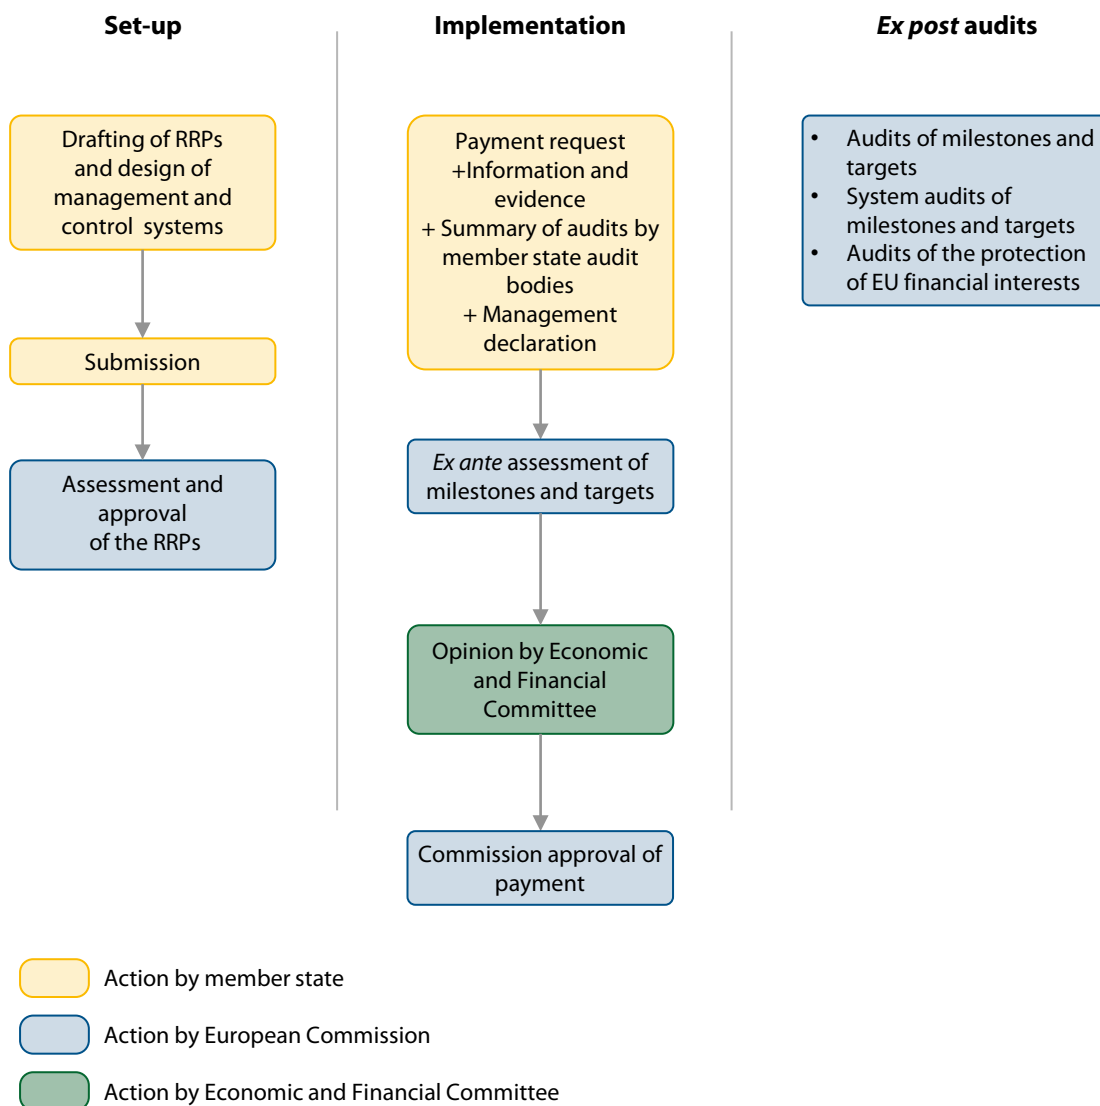 Set-up
Drafting of RRPs
and design of
management and
control systems
Submission
Assessment and
approval
of the RRPs
Implementation
Payment request
+Information and
evidence
+ Summary of audits by
member state audit
bodies
+ Management
declaration
Ex ante assessment of
milestones and targets
Opinion by Economic
and Financial
Committee
Commission approval of
payment
Ex post audits
• Audits of milestones and
targets
• System audits of
milestones and targets
• Audits of the protection
of EU financial interests
Action by member state
Action by European Commission
Action by Economic and Financial Committee